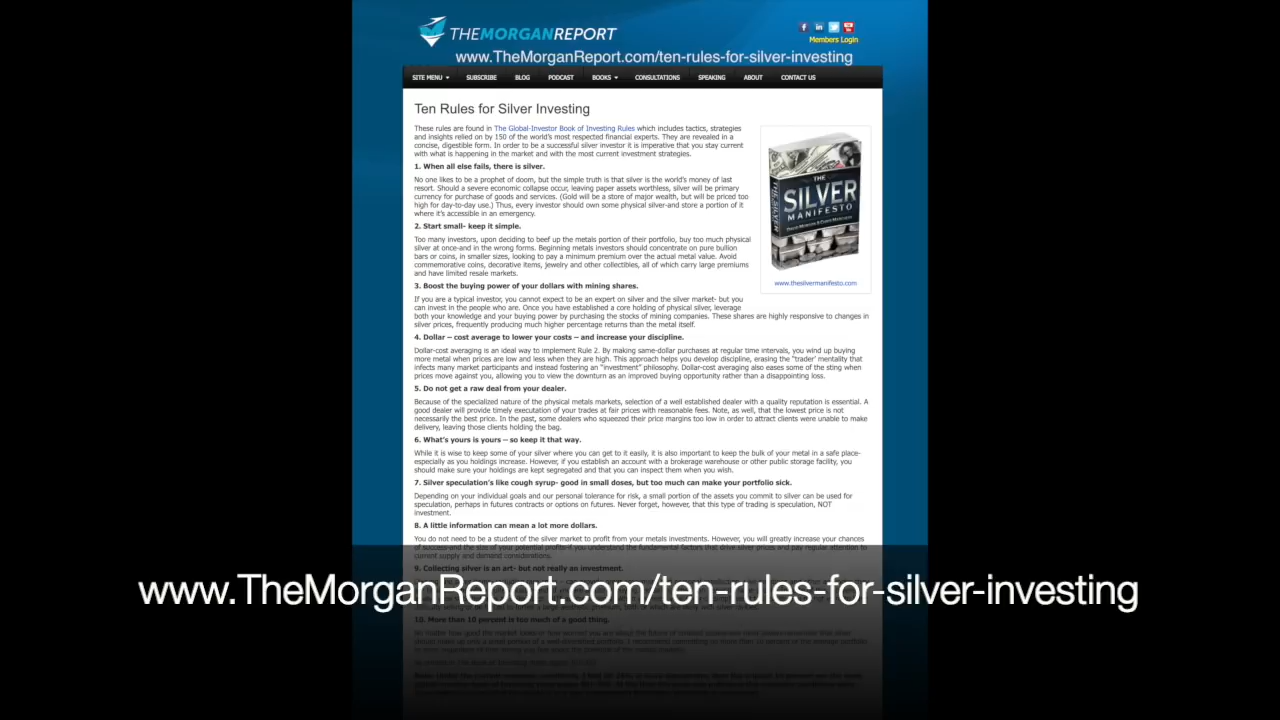 THEMORGANREPORT
Members Login
www.TheMorganReport.com/ten-rules-for-silver-investing
SITE MENU SUBSCRIBE BLOG PODCAST BOOKS CONSULTATIONS SPEAKING ABOUT CONTACT US
Ten Rules for Silver Investing
These rules are found in The Global-Investor Book of Investing Rules which includes tactics, strategies
and insights relied on by 150 of the world's most respected financial experts. They are revealed in a
concise, digestible form. In order to be a successful silver investor it is imperative that you stay current
with what is happening in the market and with the most current investment strategies.
1. When all else fails, there is silver.
No one likes to be a prophet of doom, but the simple truth is that silver is the world's money of last
resort. Should a severe economic collapse occur, leaving paper assets worthless, silver will be primary
currency for purchase of goods and services. (Gold will be a store of major wealth, but will be priced too
high for day-to-day use.) Thus, every investor should own some physical silver-and store a portion of it
where it's accessible in an emergency.
THE
SILVER
MANIFESTO
www.thesilvermanifesto.com
2. Start small- keep it simple.
Too many investors, upon deciding to beef up the metals portion of their portfolio, buy too much physical
silver at once-and in the wrong forms. Beginning metals investors should concentrate on pure bullion
bars or coins, in smaller sizes, looking to pay a minimum premium over the actual metal value. Avoid
commemorative coins, decorative items, jewelry and other collectibles, all of which carry large premiums
and have limited resale markets.
3. Boost the buying power of your dollars with mining shares.
If you are a typical investor, you cannot expect to be an expert on silver and the silver market- but you
can invest in the people who are. Once you have established a core holding of physical silver, leverage
both your knowledge and your buying power by purchasing the stocks of mining companies. These shares are highly responsive to changes in
silver prices, frequently producing much higher percentage returns than the metal itself.
4. Dollar – cost average to lower your costs – and increase your discipline.
Dollar-cost averaging is an ideal way to implement Rule 2. By making same-dollar purchases at regular time intervals, you wind up buying
more metal when prices are low and less when they are high. This approach helps you develop discipline, erasing the "trader' mentality that
infects many market participants and instead fostering an "investment" philosophy. Dollar-cost averaging also eases some of the sting when
prices move against you, allowing you to view the downturn as an improved buying opportunity rather than a disappointing loss.
5. Do not get a raw deal from your dealer.
Because of the specialized nature of the physical metals markets, selection of a well established dealer with a quality reputation is essential. A
good dealer will provide timely execution of your trades at fair prices with reasonable fees. Note, as well, that the lowest price is not
necessarily the best price. In the past, some dealers who squeezed their price margins too low in order to attract clients were unable to make
delivery, leaving those clients holding the bag.
6. What's yours is yours – so keep it that way.
While it is wise to keep some of your silver where you can get to it easily, it is also important to keep the bulk of your metal in a safe place-
especially as you holdings increase. However, if you establish an account with a brokerage warehouse or other public storage facility, you
should make sure your holdings are kept segregated and that you can inspect them when you wish.
7. Silver speculation's like cough syrup- good in small doses, but too much can make your portfolio sick.
Depending on your individual goals and our personal tolerance for risk, a small portion of the assets you commit to silver can be used for
speculation, perhaps in futures contracts or options on futures. Never forget, however, that this type of trading is speculation, NOT
investment.
8. A little information can mean a lot more dollars.
You do not need to be a student of the silver market to profit from your metals investments. However, you will greatly increase your chances
of success-and the size of your potential profits-if you understand the fundamental factors that drive silver prices and pay regular attention to
current supply and demand considerations.
9. Collecting silver is an art- but not really an investment.
www.TheMorganReport.com/ten-rules-for-silver-investing
10. More than 10 percent is too much of a good thing.